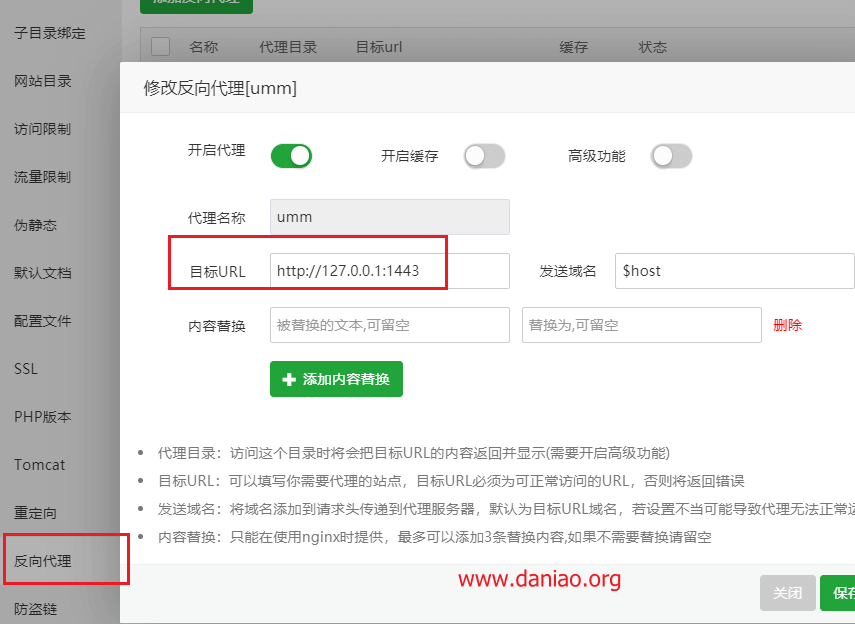 添加反向代理
子目录绑定
名称 代理目录 目标url 缓存 状态
网站目录
修改反向代理[umm]
访问限制
开启代理 开启缓存 高级功能
流量限制
伪静态
代理名称 umm
默认文档
目标URL http://127.0.0.1:1443 发送域名 $host
配置文件
内容替换 被替换的文本,可留空 替换为,可留空 删除
SSL
添加内容替换
PHP版本
代理目录：访问这个目录时将会把目标URL的内容返回并显示(需要开启高级功能)
Tomcat
目标URL：可以填写你需要代理的站点，目标URL必须为可正常访问的URL，否则将返回错误
重定向
发送域名：将域名添加到请求头传递到代理服务器，默认为目标URL域名，若设置不当可能导致代理无法正常运
内容替换：只能在使用nginx时提供，最多可以添加3条替换内容,如果不需要替换请留空
反向代理
www.daniao.org
关闭 保存
防盗链